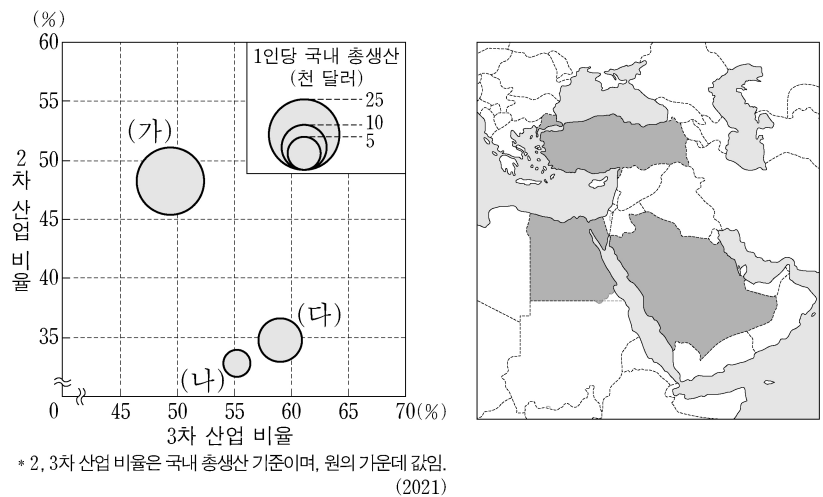 (%)
60
55
50
45
40
35
0
45
50
55
60
65
70(%)
2차 산업 비율
3차 산업 비율
1인당 국내 총생산
(천 달러)
25
10
5
(가)
(나)
(다)
* 2, 3차 산업 비율은 국내 총생산 기준이며, 원의 가운데 값임.
(2021)